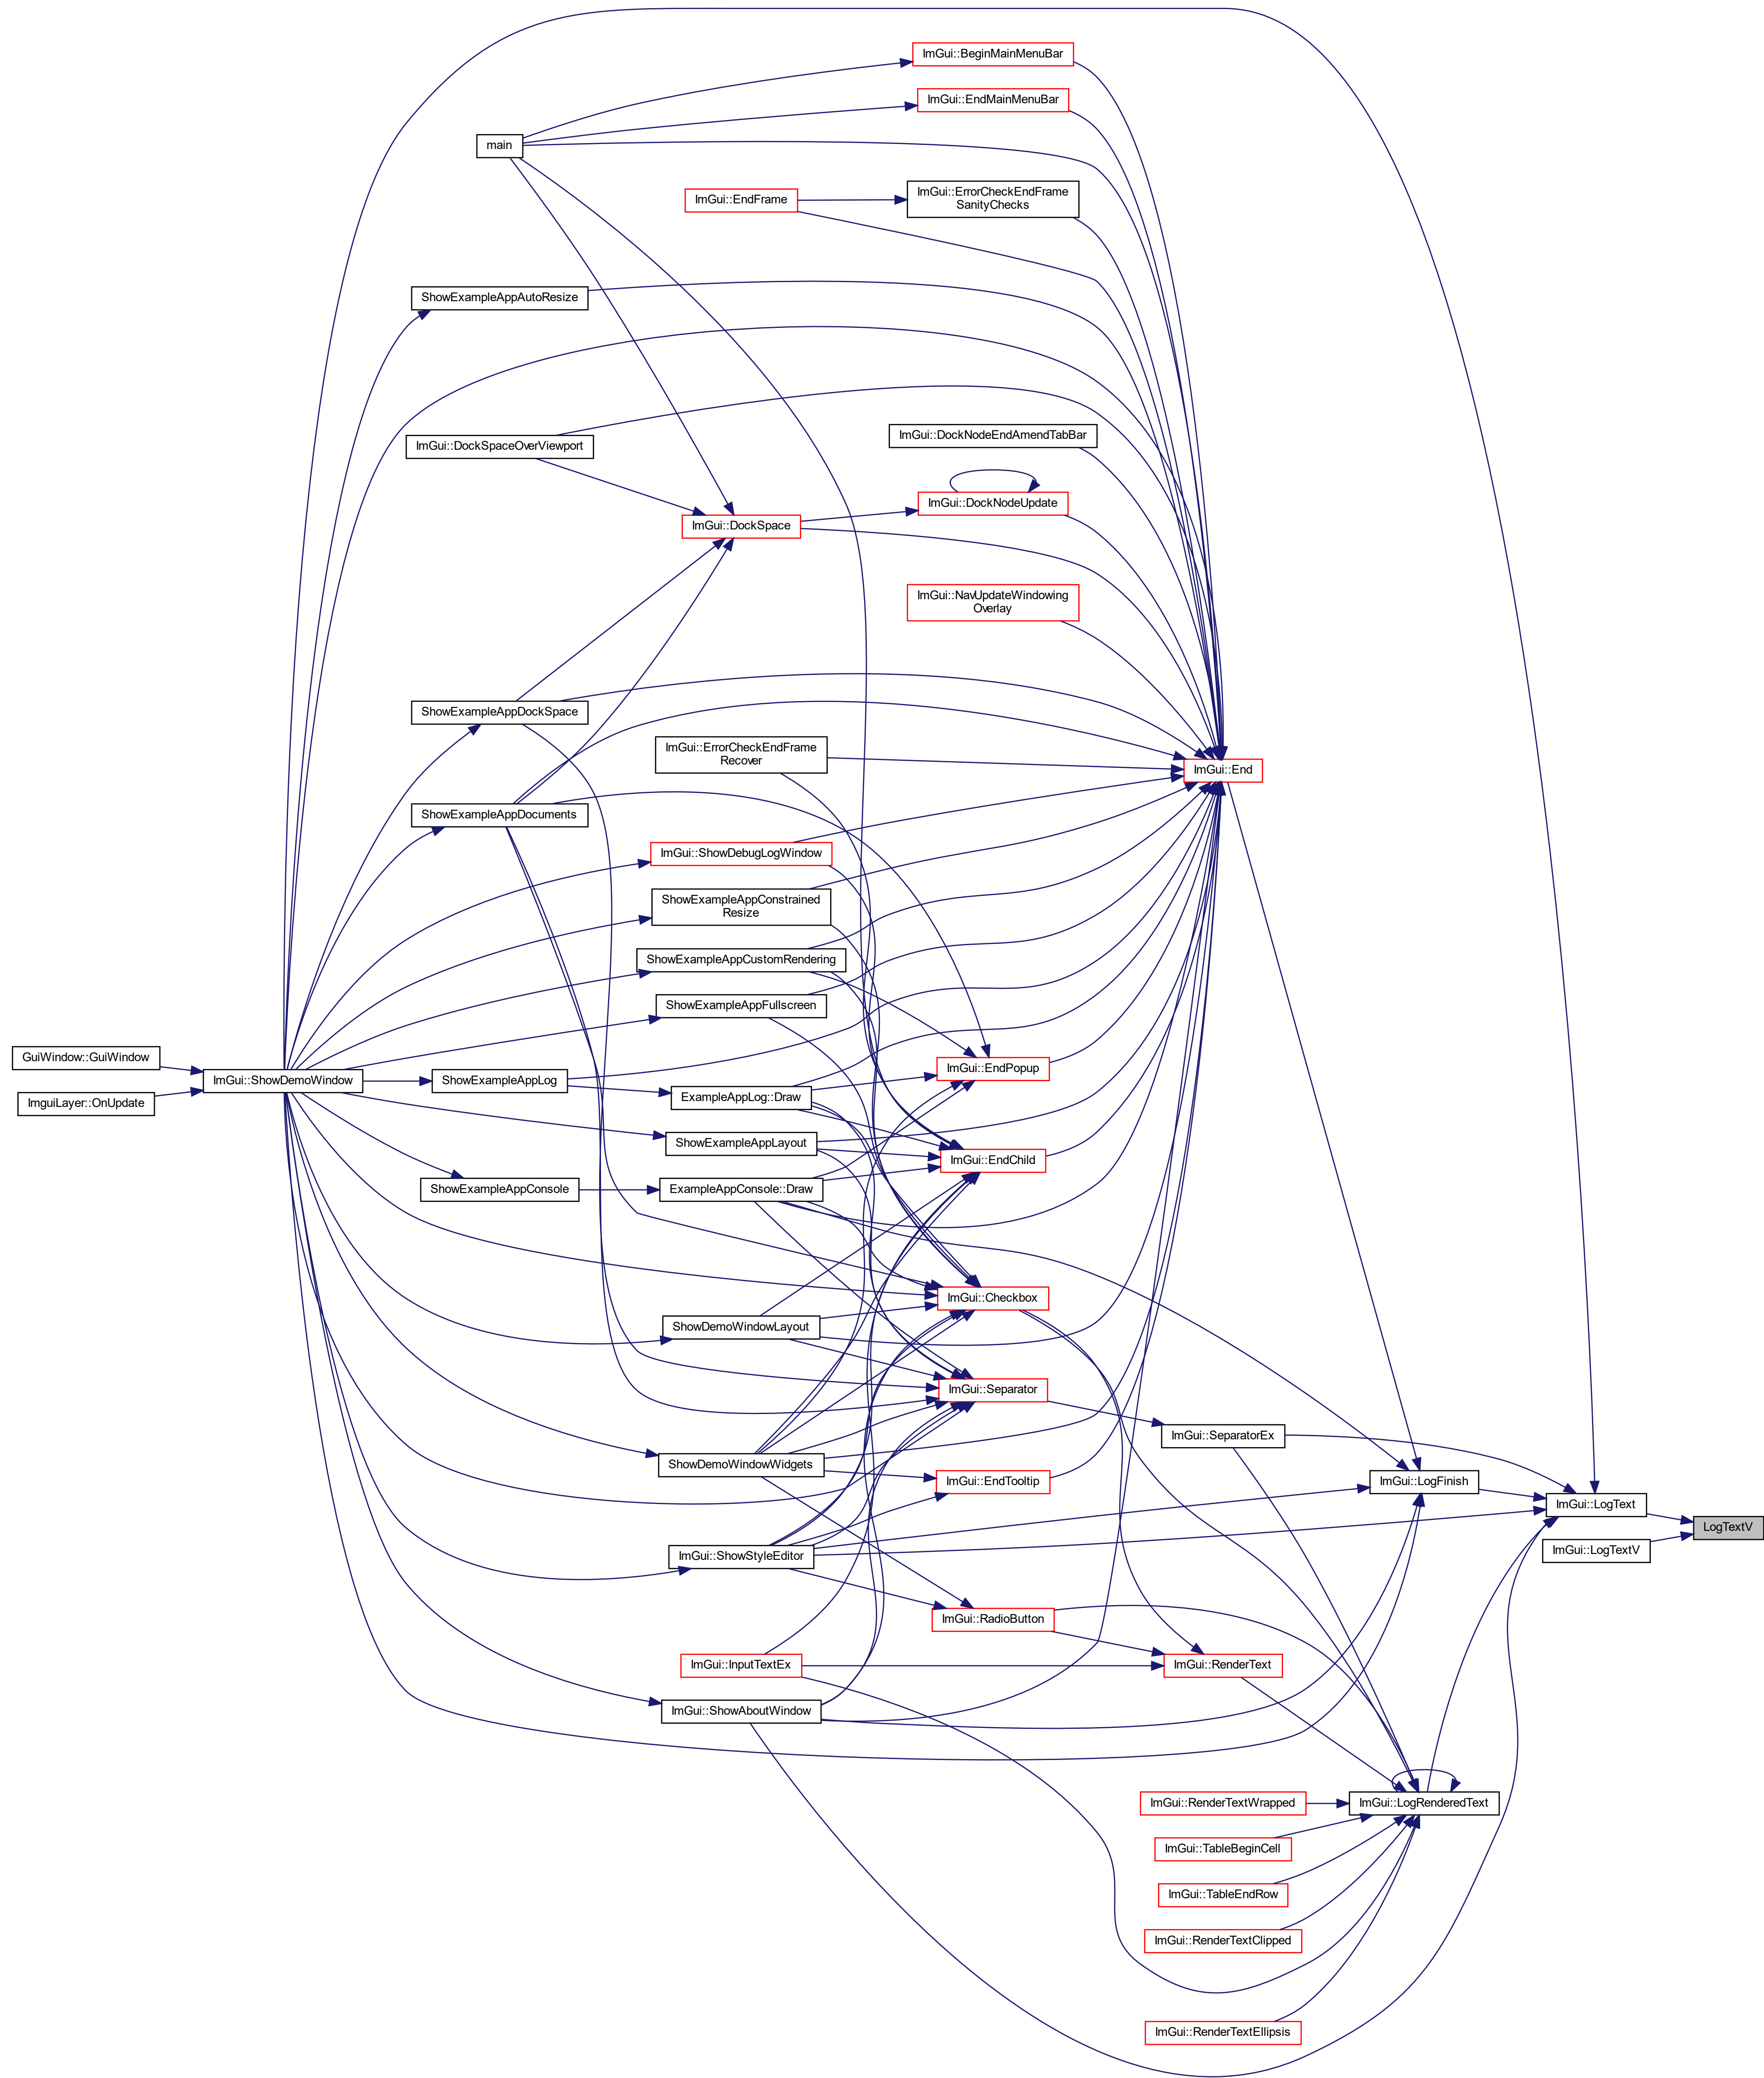 ImGui::BeginMainMenuBar
ImGui::EndMainMenuBar
main
ImGui::ErrorCheckEndFrame
SanityChecks
ImGui::EndFrame
ShowExampleAppAutoResize
ImGui::DockNodeEndAmendTabBar
ImGui::DockSpaceOverViewport
ImGui::DockNodeUpdate
ImGui::DockSpace
ImGui::NavUpdateWindowing
Overlay
ShowExampleAppDockSpace
ImGui::ErrorCheckEndFrame
Recover
ImGui::End
ShowExampleAppDocuments
ImGui::ShowDebugLogWindow
ShowExampleAppConstrained
Resize
ShowExampleAppCustomRendering
ShowExampleAppFullscreen
GuiWindow::GuiWindow
ImGui::EndPopup
ImGui::ShowDemoWindow
ShowExampleAppLog
ImguiLayer::OnUpdate
ExampleAppLog::Draw
ShowExampleAppLayout
ImGui::EndChild
ShowExampleAppConsole
ExampleAppConsole::Draw
ImGui::Checkbox
ShowDemoWindowLayout
ImGui::Separator
ImGui::SeparatorEx
ShowDemoWindowWidgets
ImGui::EndTooltip
ImGui::LogFinish
ImGui::LogText
LogTextV
ImGui::LogTextV
ImGui::ShowStyleEditor
ImGui::RadioButton
ImGui::InputTextEx
ImGui::RenderText
ImGui::ShowAboutWindow
ImGui::RenderTextWrapped
ImGui::LogRenderedText
ImGui::TableBeginCell
ImGui::TableEndRow
ImGui::RenderTextClipped
ImGui::RenderTextEllipsis